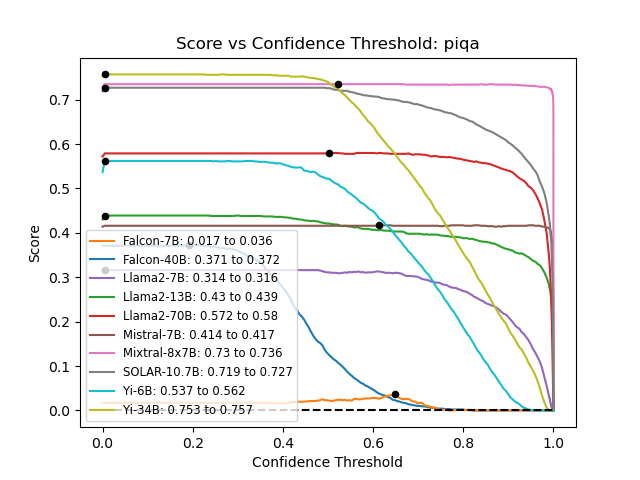 Score vs Confidence Threshold: piqa
Score
0.7
0.6
0.5
0.4
0.3
0.2
0.1
0.0
Falcon-7B: 0.017 to 0.036
Falcon-40B: 0.371 to 0.372
Llama2-7B: 0.314 to 0.316
Llama2-13B: 0.43 to 0.439
Llama2-70B: 0.572 to 0.58
Mistral-7B: 0.414 to 0.417
Mixtral-8x7B: 0.73 to 0.736
SOLAR-10.7B: 0.719 to 0.727
Yi-6B: 0.537 to 0.562
Yi-34B: 0.753 to 0.757
0.0 0.2 0.4 0.6 0.8 1.0
Confidence Threshold